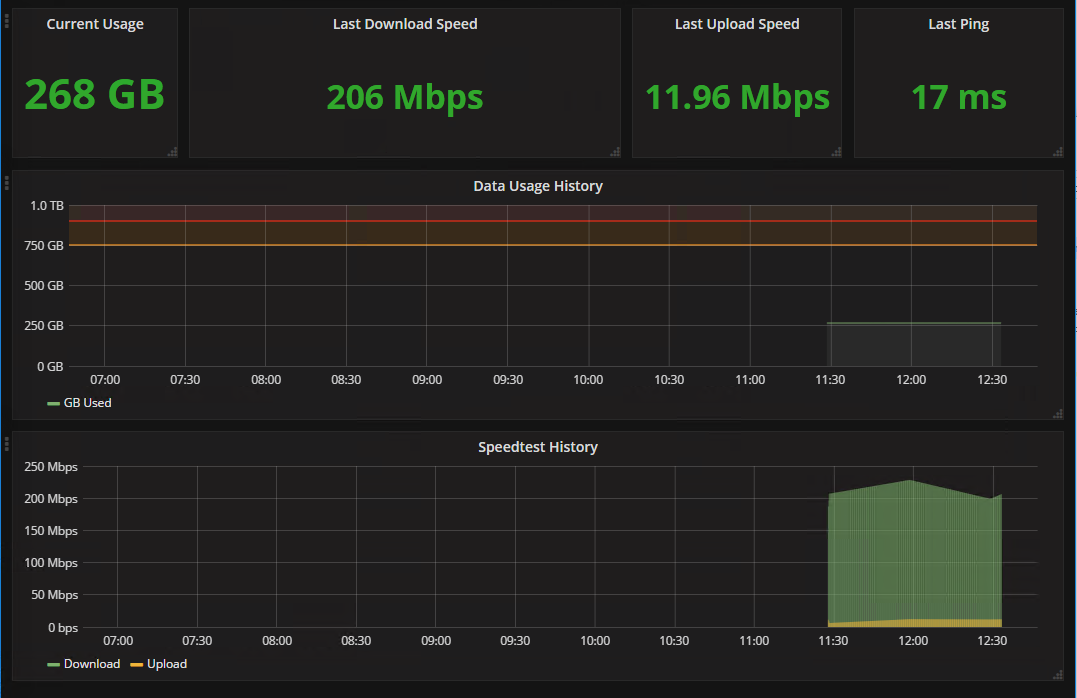 Current Usage
Last Download Speed
Last Upload Speed
Last Ping
268 GB
206 Mbps
11.96 Mbps
17 ms
Data Usage History
1.0 TB
750 GB
500 GB
250 GB
0 GB
07:00 07:30 08:00 08:30 09:00 09:30 10:00 10:30 11:00 11:30 12:00 12:30
GB Used
Speedtest History
250 Mbps
200 Mbps
150 Mbps
100 Mbps
50 Mbps
0 bps
07:00 07:30 08:00 08:30 09:00 09:30 10:00 10:30 11:00 11:30 12:00 12:30
Download Upload